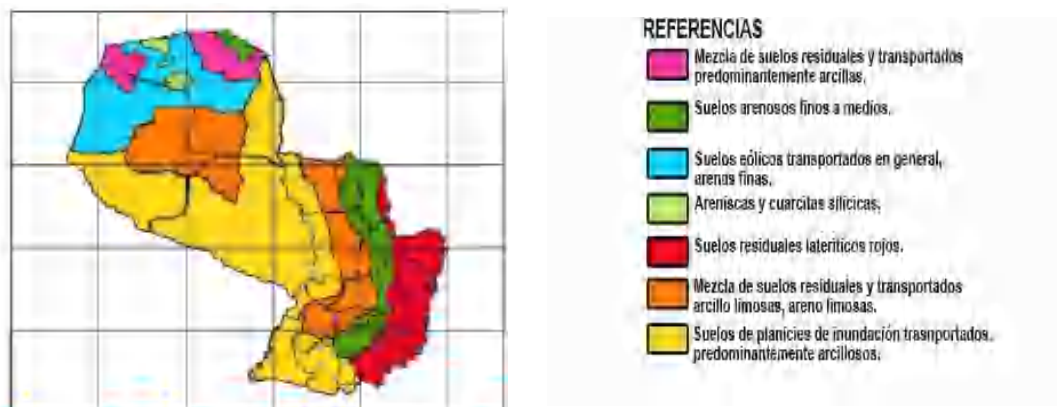 REFERENCIAS
Mezcla de suelos residuales y transportados
predominantemente arcillas.
Suelos arenosos finos a medios.
Suelos eólicos transportados en general,
arenas finas.
Areniscas y cuarcitas silícicas.
Suelos residuales lateríticos rojos.
Mezcla de suelos residuales y transportados
arcillo limosas, areno limosas.
Suelos de planicies de inundación trasnportados,
predominantemente arcillosos.